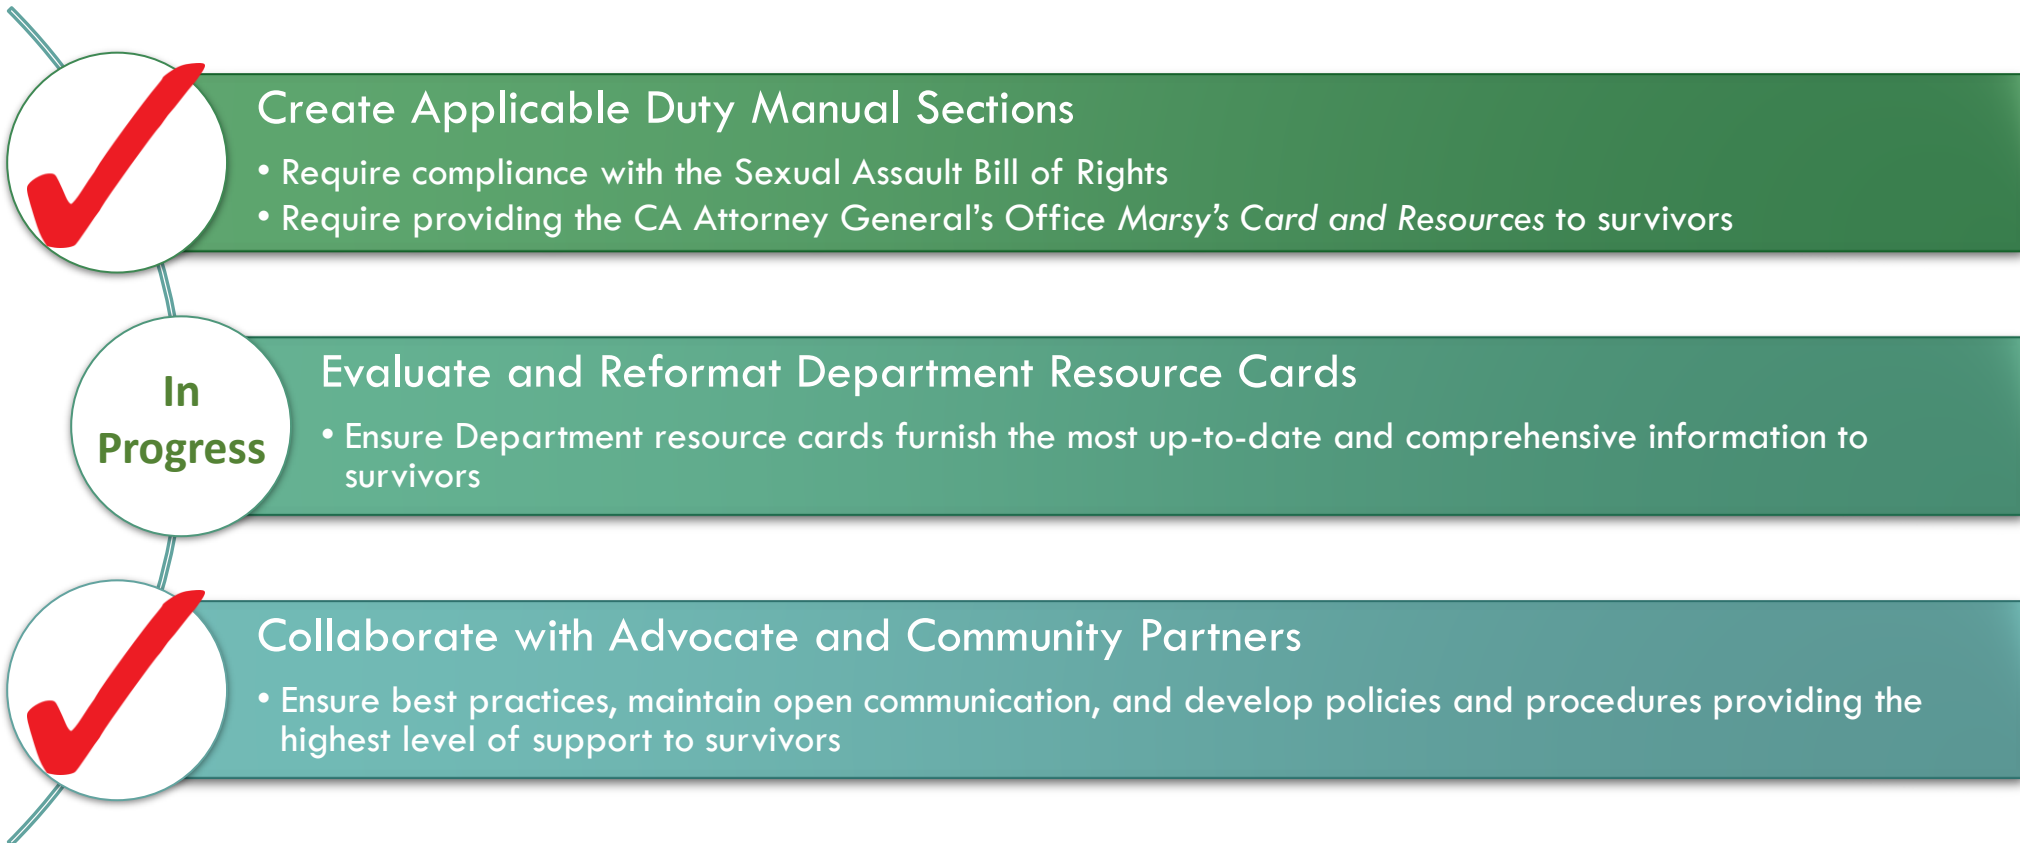 Create Applicable Duty Manual Sections
• Require compliance with the Sexual Assault Bill of Rights
• Require providing the CA Attorney General’s Office Marsy’s Card and Resources to survivors
In
Progress
Evaluate and Reformat Department Resource Cards
• Ensure Department resource cards furnish the most up-to-date and comprehensive information to
survivors
Collaborate with Advocate and Community Partners
• Ensure best practices, maintain open communication, and develop policies and procedures providing the
highest level of support to survivors